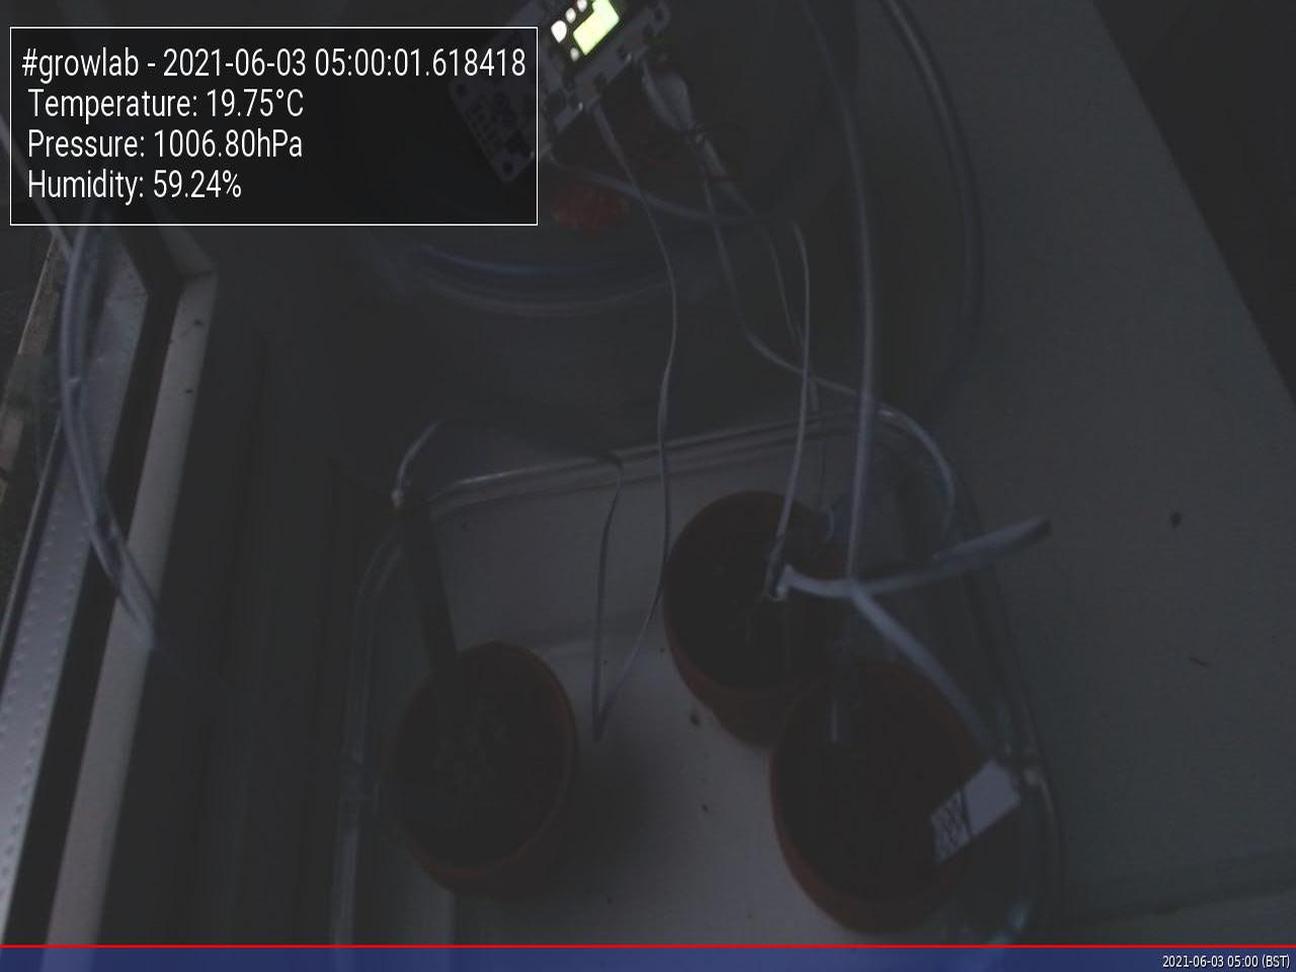 #growlab - 2021-06-03 05:00:01.618418
Temperature: 19.75°C
Pressure: 1006.80hPa
Humidity: 59.24%
2021-06-03 05:00 (BST)